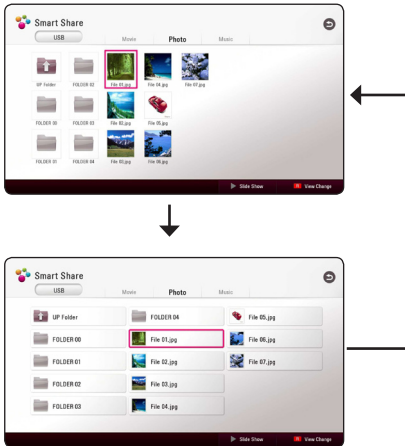 Smart Share
USB Movie Photo Music
UP Folder FOLDER 02 File 01.jpg File 04.jpg File 07.jpg
FOLDER 00 FOLDER 03 File 02.jpg File 05.jpg
FOLDER 01 FOLDER 04 File 03.jpg File 06.jpg
Slide Show View Change
Smart Share
USB Movie Photo Music
UP Folder FOLDER 04 File 05.jpg
FOLDER 00 File 01.jpg File 06.jpg
FOLDER 01 File 02.jpg File 07.jpg
FOLDER 02 File 03.jpg
FOLDER 03 File 04.jpg
Slide Show View Change